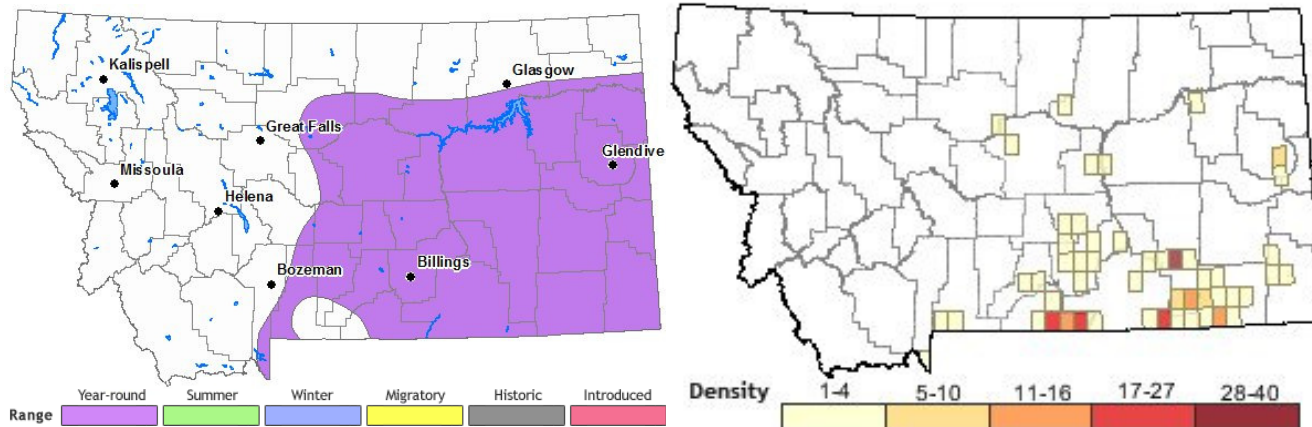 Kalispell
Glasgow
Great Falls
Glendive
Missoula
Helena
Bozeman
Billings
Year-round Summer Winter Migratory Historic Introduced
Range
Density 1-4 5-10 11-16 17-27 28-40